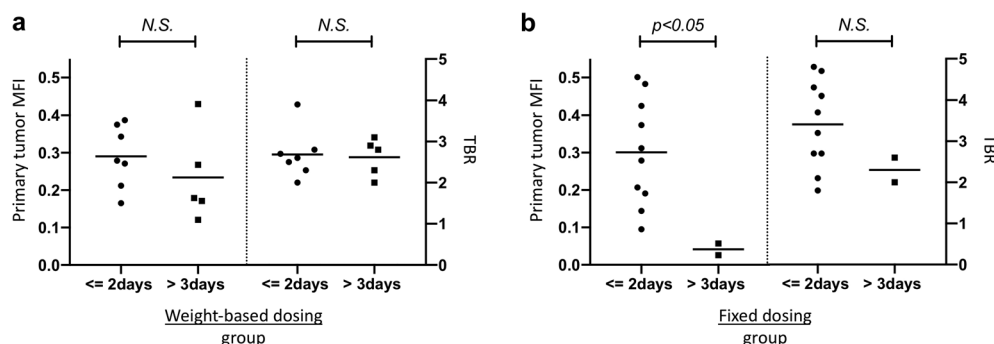 a
N.S.
N.S.
Primary tumor MFI
0.5
0.4
0.3
0.2
0.1
0.0
5
4
3
2
1
0
TBR
<= 2days
> 3days
<= 2days
> 3days
Weight-based dosing
group
b
p<0.05
N.S.
Primary tumor MFI
0.5
0.4
0.3
0.2
0.1
0.0
5
4
3
2
1
0
TBR
<= 2days
> 3days
<= 2days
> 3days
Fixed dosing
group